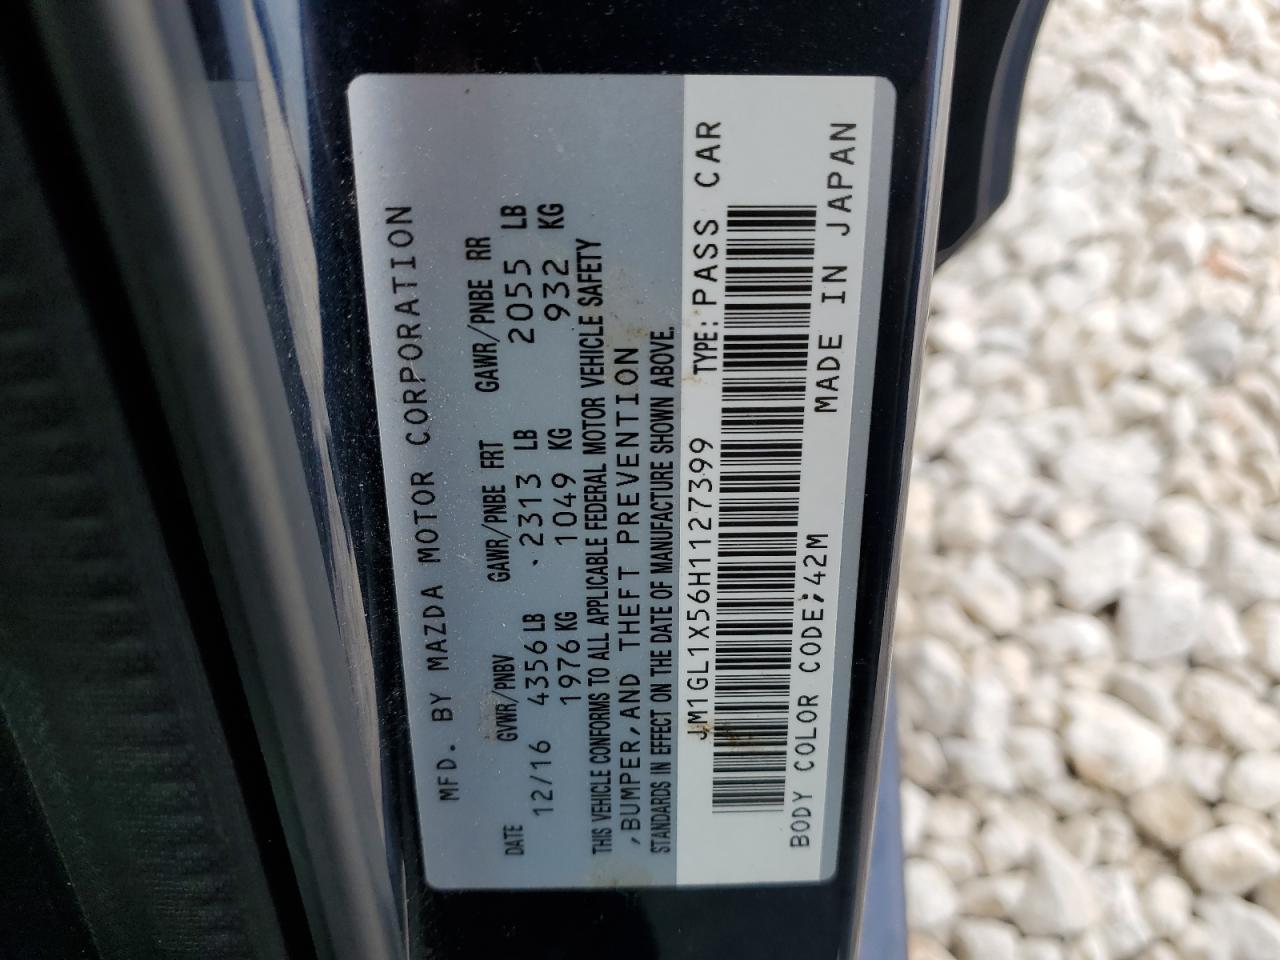 MFD. BY MAZDA MOTOR CORPORATION
DATE GVWR/PNBV GAWR/PNBE FRT GAWR/PNBE RR
12/16 4356 LB 2313 LB 2055 LB
1976 KG 1049 KG 932 KG
THIS VEHICLE CONFORMS TO ALL APPLICABLE FEDERAL MOTOR VEHICLE SAFETY
,BUMPER,AND THEFT PREVENTION
STANDARDS IN EFFECT ON THE DATE OF MANUFACTURE SHOWN ABOVE.
JM1GL1X56H1127399 TYPE: PASS CAR
BODY COLOR CODE;42M MADE IN JAPAN